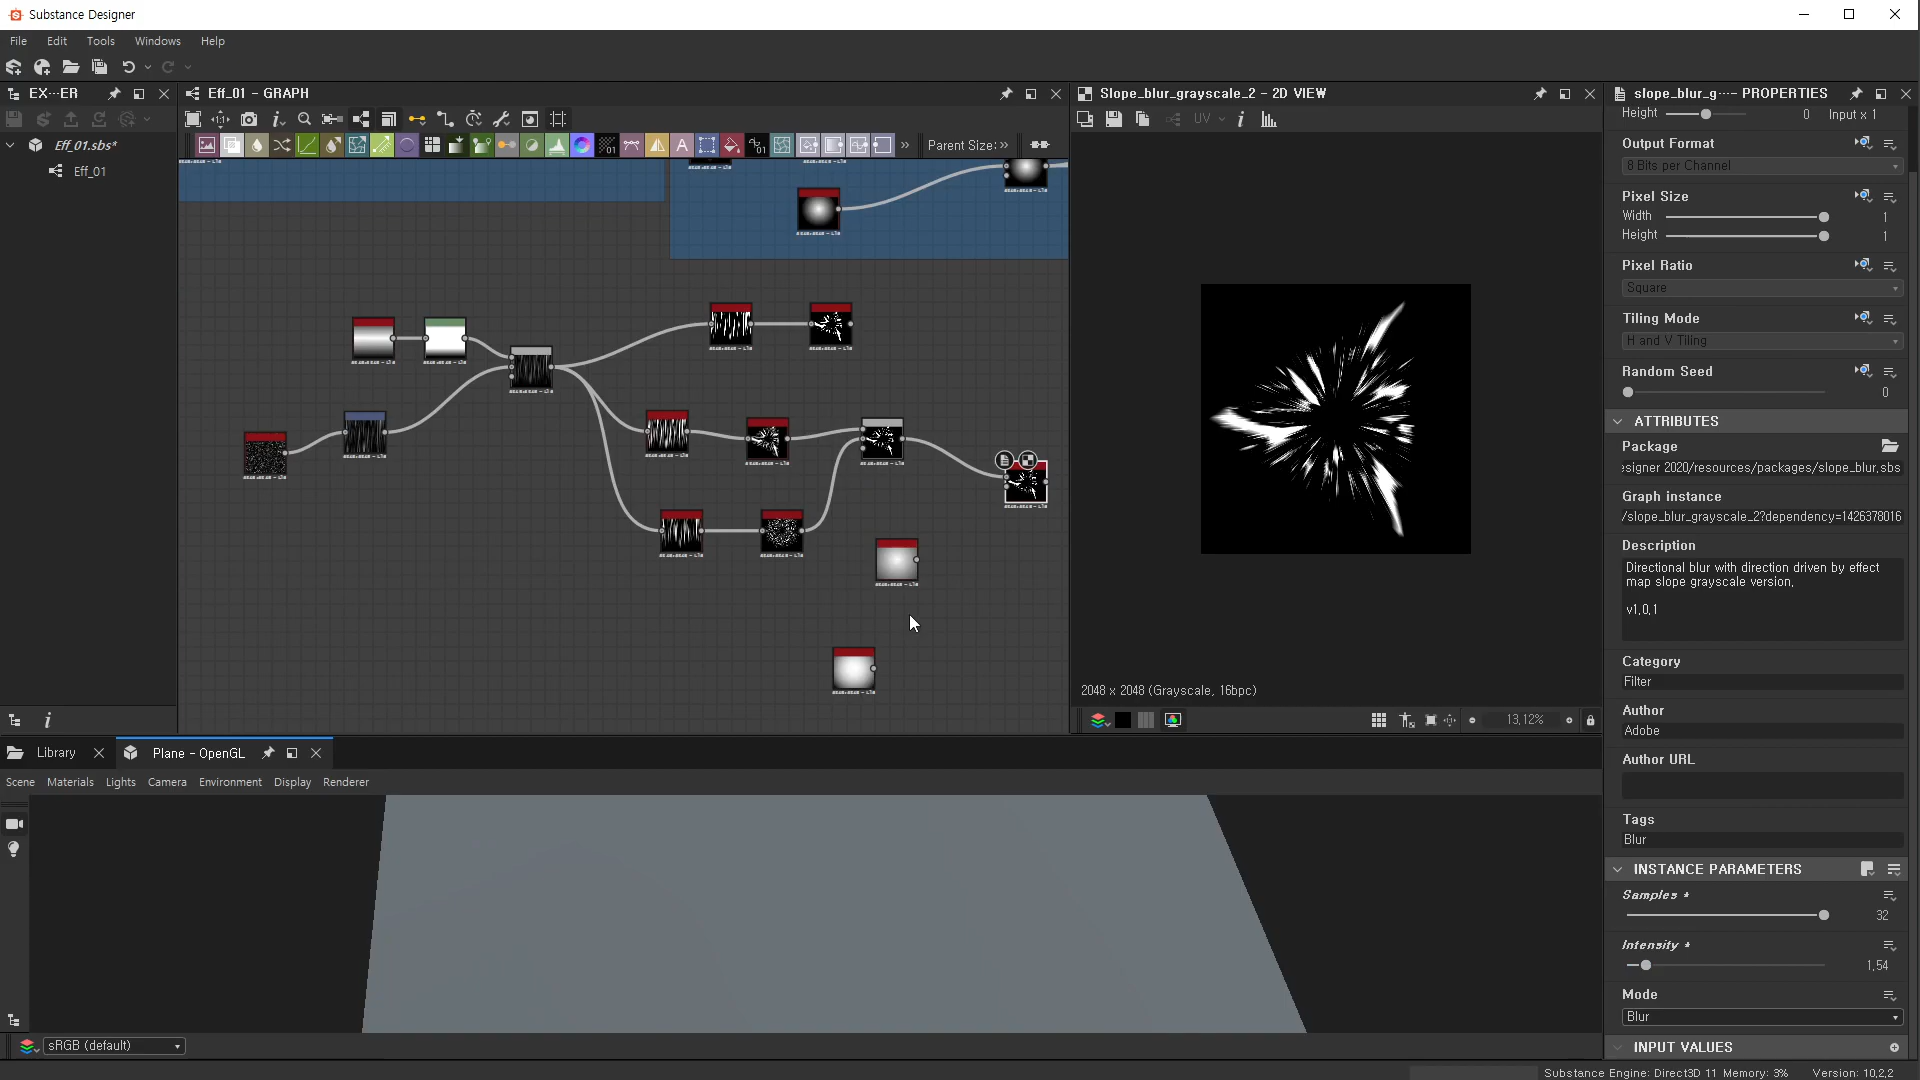 Substance Designer
File Edit Tools Windows Help
EX···ER
Eff_01.sbs*
Eff_01
Eff_01 - GRAPH
Parent Size:
Slope_blur_grayscale_2 - 2D VIEW
UV
2048 x 2048 (Grayscale, 16bpc)
13,12%
slope_blur_g··· - PROPERTIES
Height 0 Input x 1
Output Format
8 Bits per Channel
Pixel Size
Width 1
Height 1
Pixel Ratio
Square
Tiling Mode
H and V Tiling
Random Seed
0
ATTRIBUTES
Package
esigner 2020/resources/packages/slope_blur,sbs
Graph instance
/slope_blur_grayscale_2?dependency=1426378016
Description
Directional blur with direction driven by effect
map slope grayscale version,
v1,0,1
Category
Filter
Author
Adobe
Author URL
Tags
Blur
INSTANCE PARAMETERS
Samples *
32
Intensity *
1,54
Mode
Blur
INPUT VALUES
Library
Plane - OpenGL
Scene Materials Lights Camera Environment Display Renderer
sRGB (default)
Substance Engine: Direct3D 11 Memory: 3% Version: 10,2,2